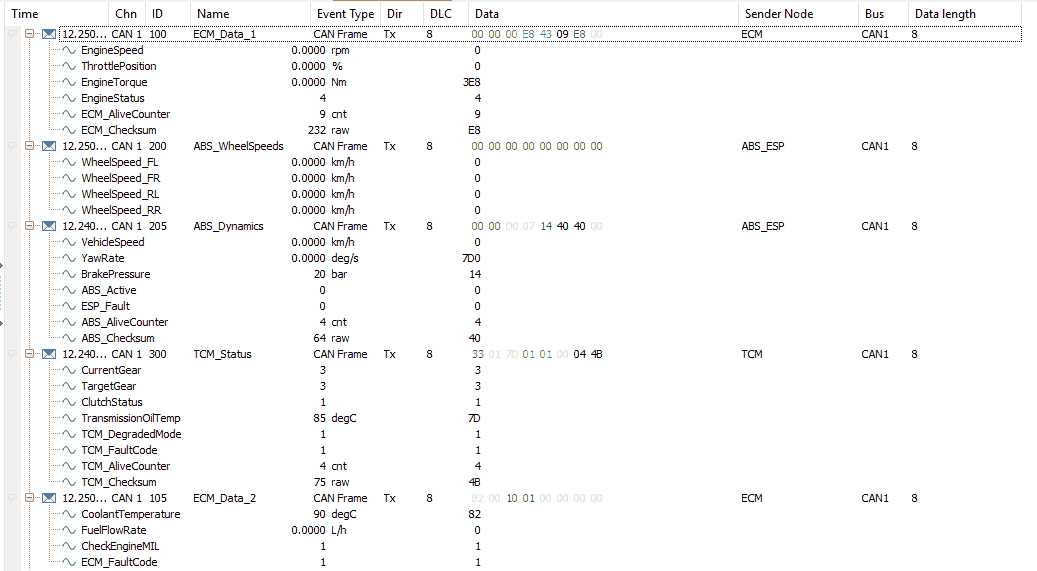 Time Chn ID Name Event Type Dir DLC Data Sender Node Bus Data length
12.250... CAN 1 100 ECM_Data_1 CAN Frame Tx 8 00 00 00 E8 43 09 E8 00 ECM CAN1 8
EngineSpeed 0.0000 rpm 0
ThrottlePosition 0.0000 % 0
EngineTorque 0.0000 Nm 3E8
EngineStatus 4 4
ECM_AliveCounter 9 cnt 9
ECM_Checksum 232 raw E8
12.250... CAN 1 200 ABS_WheelSpeeds CAN Frame Tx 8 00 00 00 00 00 00 00 00 ABS_ESP CAN1 8
WheelSpeed_FL 0.0000 km/h 0
WheelSpeed_FR 0.0000 km/h 0
WheelSpeed_RL 0.0000 km/h 0
WheelSpeed_RR 0.0000 km/h 0
12.240... CAN 1 205 ABS_Dynamics CAN Frame Tx 8 00 00 D0 07 14 40 40 00 ABS_ESP CAN1 8
VehicleSpeed 0.0000 km/h 0
YawRate 0.0000 deg/s 7D0
BrakePressure 20 bar 14
ABS_Active 0 0
ESP_Fault 0 0
ABS_AliveCounter 4 cnt 4
ABS_Checksum 64 raw 40
12.240... CAN 1 300 TCM_Status CAN Frame Tx 8 33 01 7D 01 01 00 04 4B TCM CAN1 8
CurrentGear 3 3
TargetGear 3 3
ClutchStatus 1 1
TransmissionOilTemp 85 degC 7D
TCM_DegradedMode 1 1
TCM_FaultCode 1 1
TCM_AliveCounter 4 cnt 4
TCM_Checksum 75 raw 4B
12.250... CAN 1 105 ECM_Data_2 CAN Frame Tx 8 82 00 10 01 00 00 00 00 ECM CAN1 8
CoolantTemperature 90 degC 82
FuelFlowRate 0.0000 L/h 0
CheckEngineMIL 1 1
ECM_FaultCode 1 1